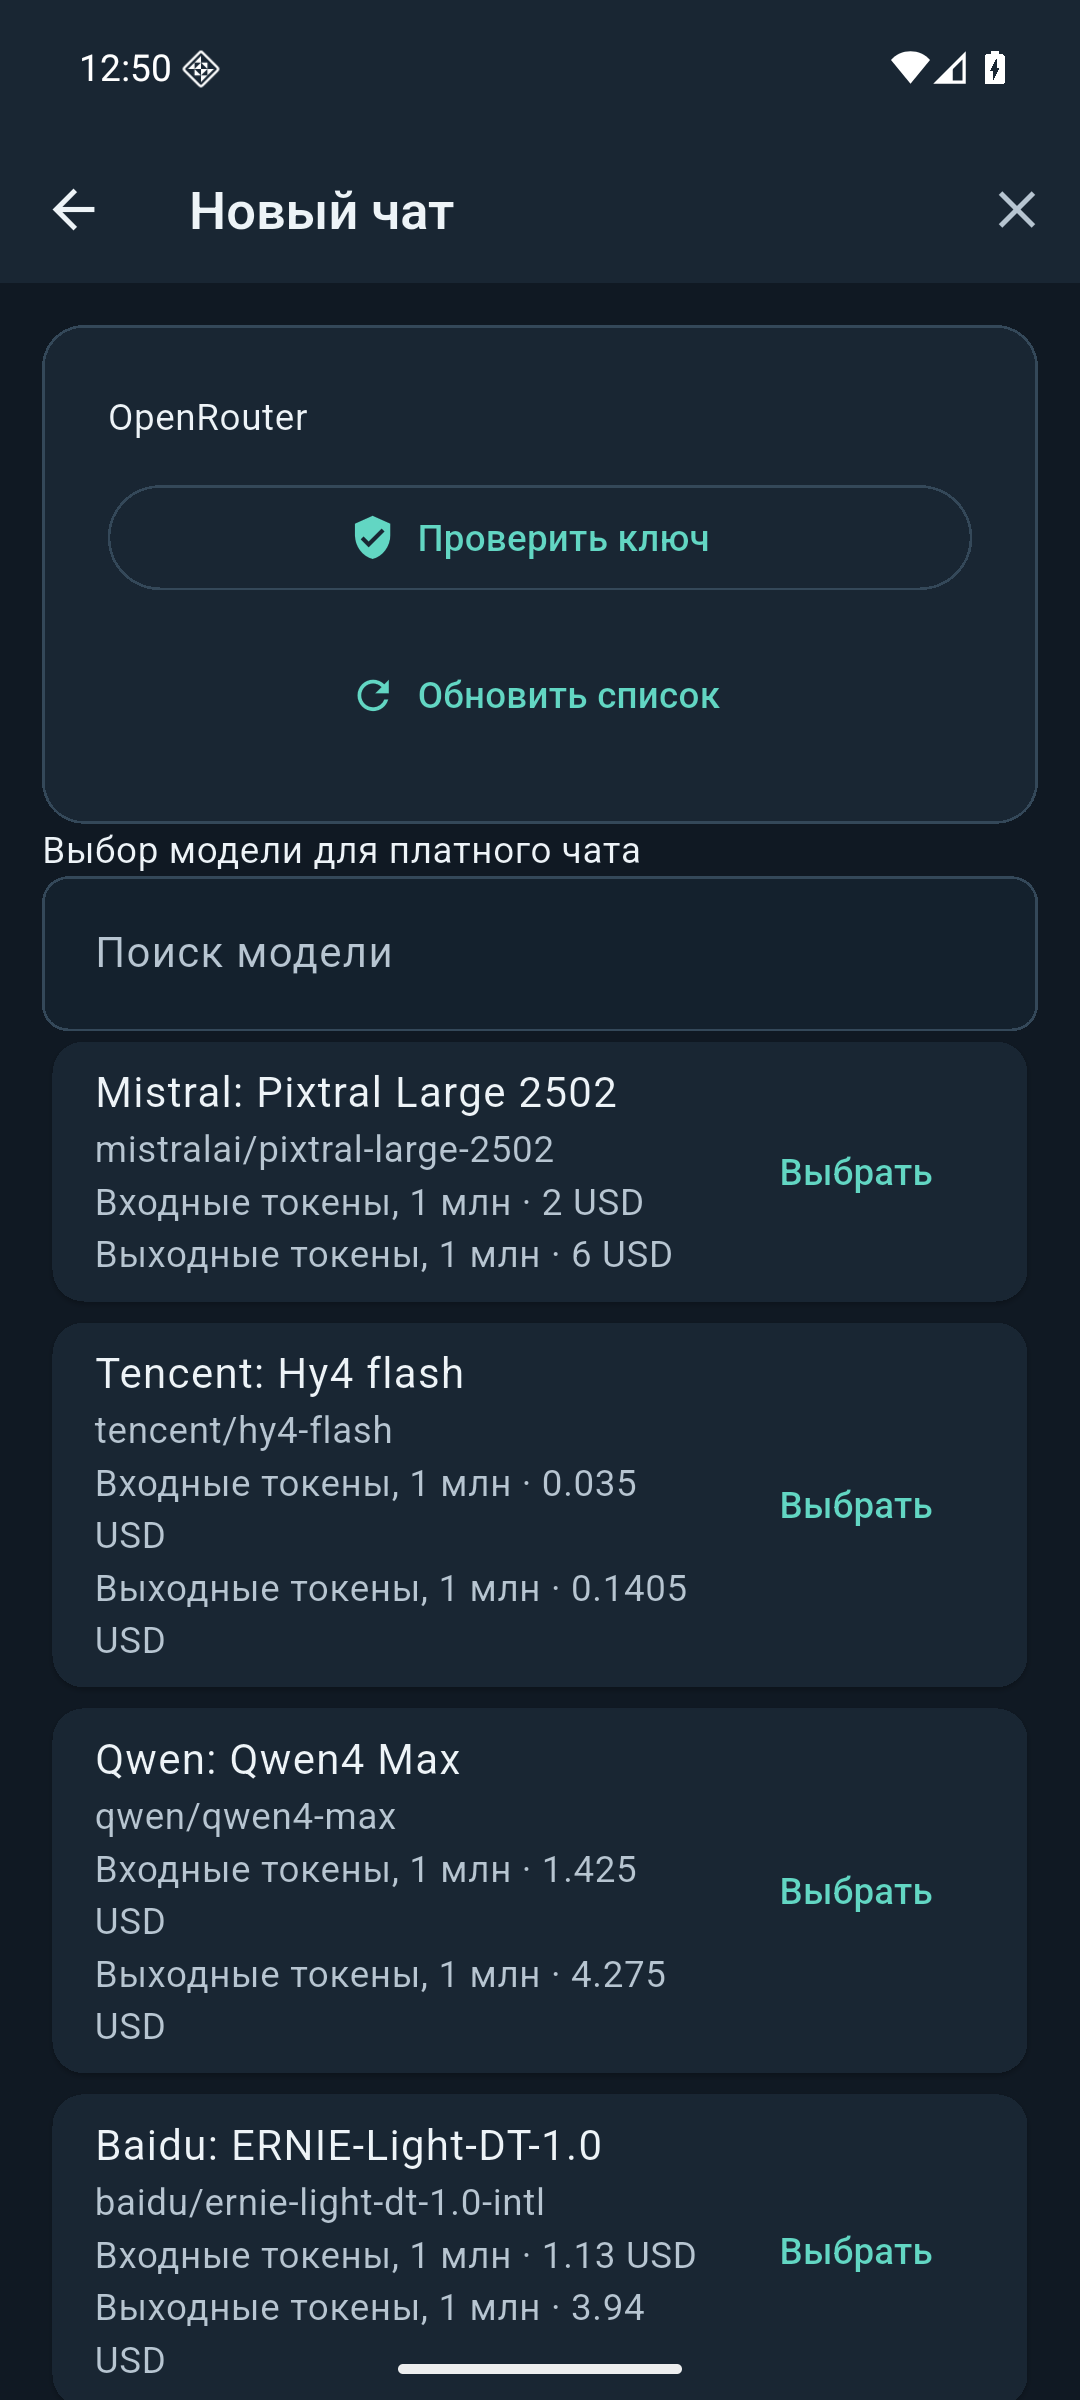 12:50
Новый чат
OpenRouter
Проверить ключ
Обновить список
Выбор модели для платного чата
Поиск модели
Mistral: Pixtral Large 2502
mistralai/pixtral-large-2502
Входные токены, 1 млн · 2 USD
Выходные токены, 1 млн · 6 USD
Выбрать
Tencent: Hy4 flash
tencent/hy4-flash
Входные токены, 1 млн · 0.035
USD
Выходные токены, 1 млн · 0.1405
USD
Выбрать
Qwen: Qwen4 Max
qwen/qwen4-max
Входные токены, 1 млн · 1.425
USD
Выходные токены, 1 млн · 4.275
USD
Выбрать
Baidu: ERNIE-Light-DT-1.0
baidu/ernie-light-dt-1.0-intl
Входные токены, 1 млн · 1.13 USD
Выходные токены, 1 млн · 3.94
USD
Выбрать